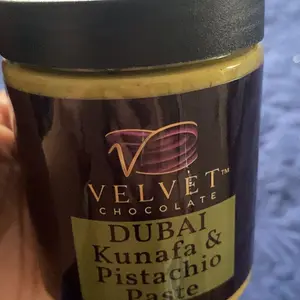 VELVET™
CHOCOLATE
DUBAI
Kunafa &
Pistachio
Paste